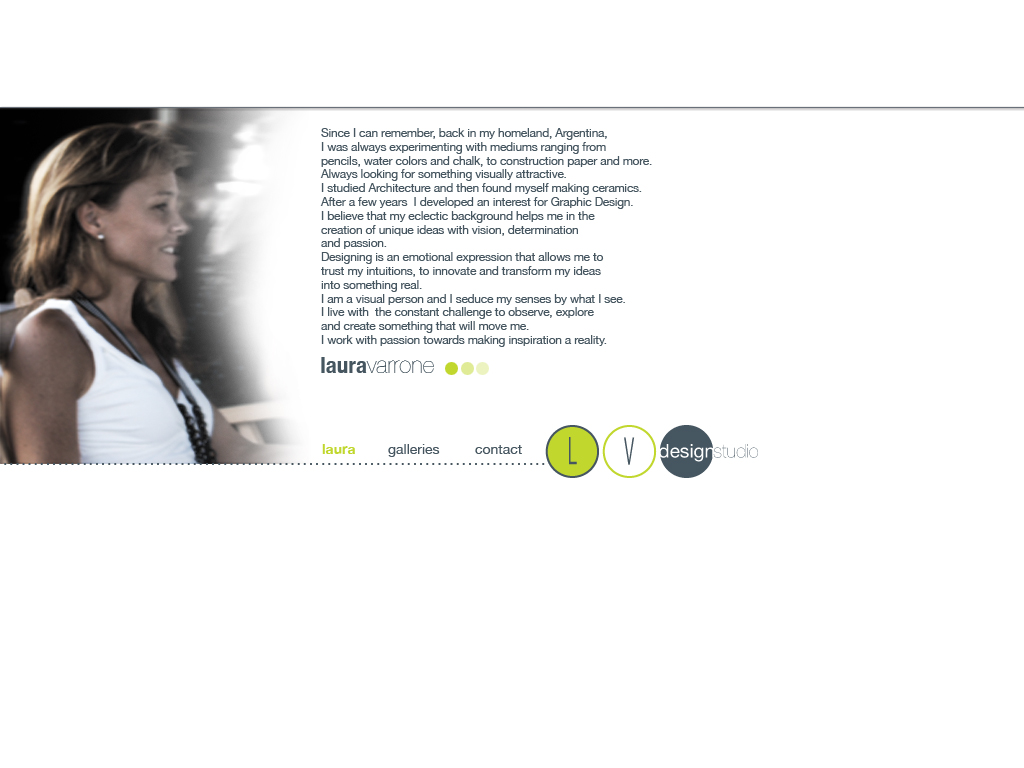 Since I can remember, back in my homeland, Argentina,
I was always experimenting with mediums ranging from
pencils, water colors and chalk, to construction paper and more.
Always looking for something visually attractive.
I studied Architecture and then found myself making ceramics.
After a few years  I developed an interest for Graphic Design.
I believe that my eclectic background helps me in the
creation of unique ideas with vision, determination
and passion.
Designing is an emotional expression that allows me to
trust my intuitions, to innovate and transform my ideas
into something real.
I am a visual person and I seduce my senses by what I see.
I live with  the constant challenge to observe, explore
and create something that will move me.
I work with passion towards making inspiration a reality.
lauravarrone
laura galleries contact L V designstudio